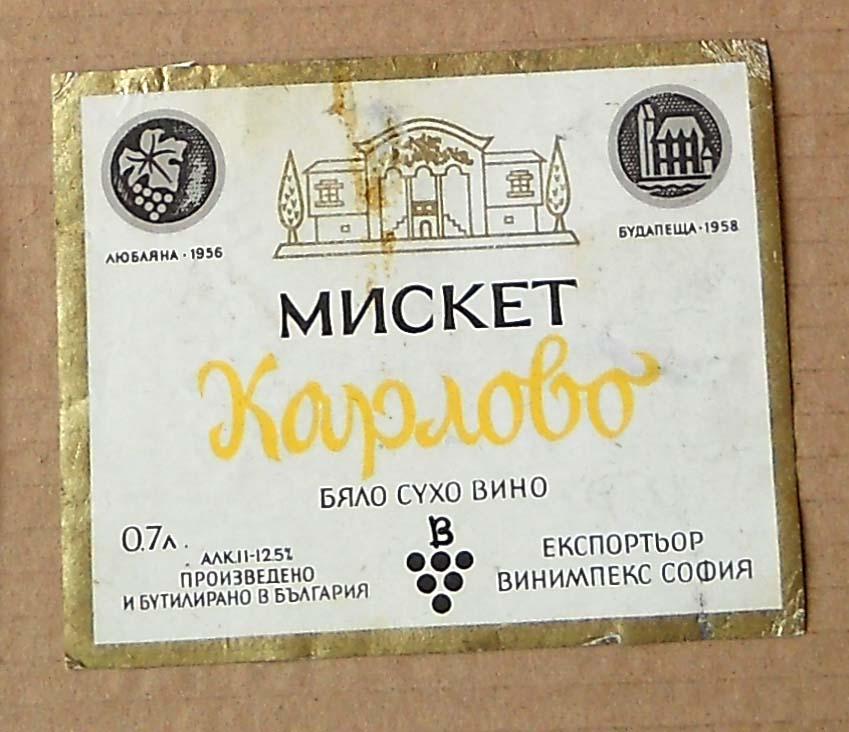 ЛЮБЛЯНА · 1956
БУДАПЕЩА · 1958
МИСКЕТ
Карлово
БЯЛО СУХО ВИНО
0.7л.
АЛК.11-12.5%
ПРОИЗВЕДЕНО
И БУТИЛИРАНО В БЪЛГАРИЯ
В
ЕКСПОРТЬОР
ВИНИМПЕКС СОФИЯ